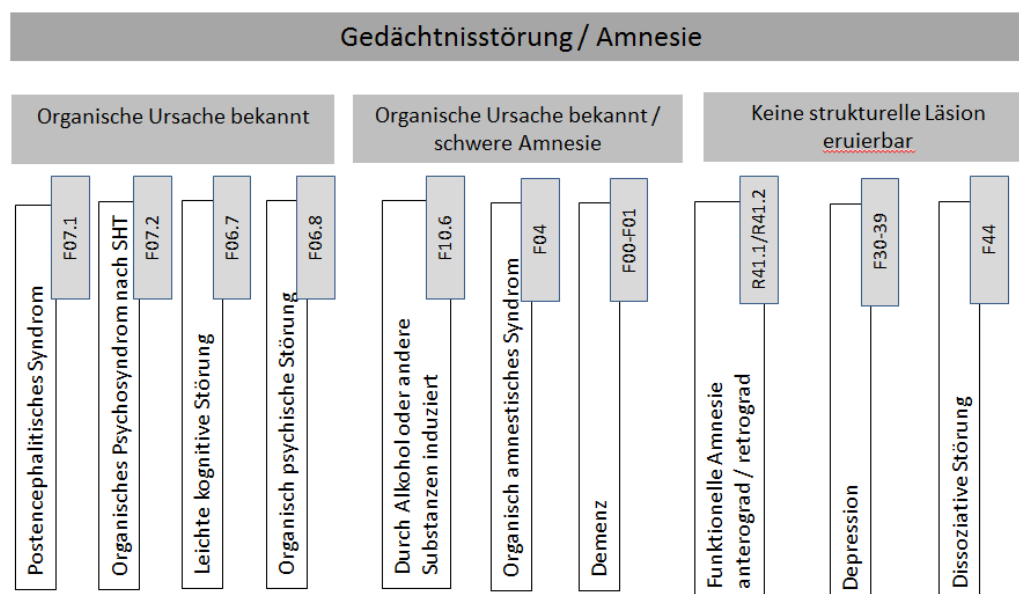 Gedächtnisstörung / Amnesie
Organische Ursache bekannt
Organische Ursache bekannt /
schwere Amnesie
Keine strukturelle Läsion
eruierbar
Postencephalitisches Syndrom
F07.1
Organisches Psychosyndrom nach SHT
F07.2
Leichte kognitive Störung
F06.7
Organisch psychische Störung
F06.8
Durch Alkohol oder andere
Substanzen induziert
F10.6
Organisch amnestisches Syndrom
F04
Demenz
F00-F01
Funktionelle Amnesie
anterograd / retrograd
R41.1/R41.2
Depression
F30-39
Dissoziative Störung
F44